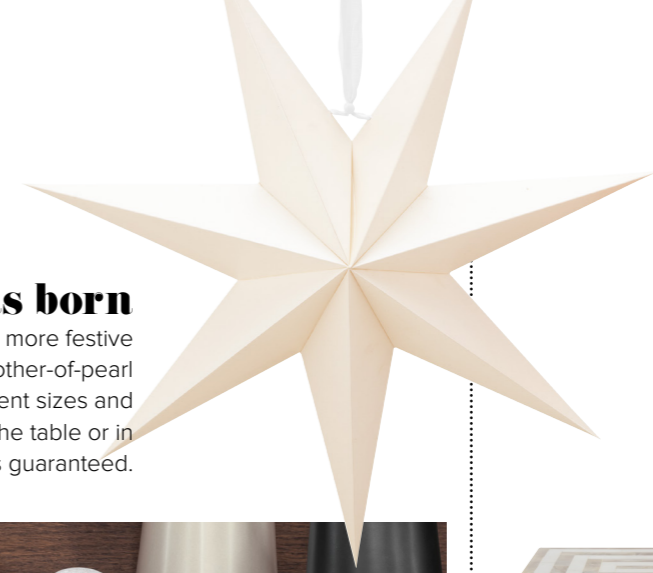 s born
more festive
other-of-pearl
ent sizes and
he table or in
s guaranteed.